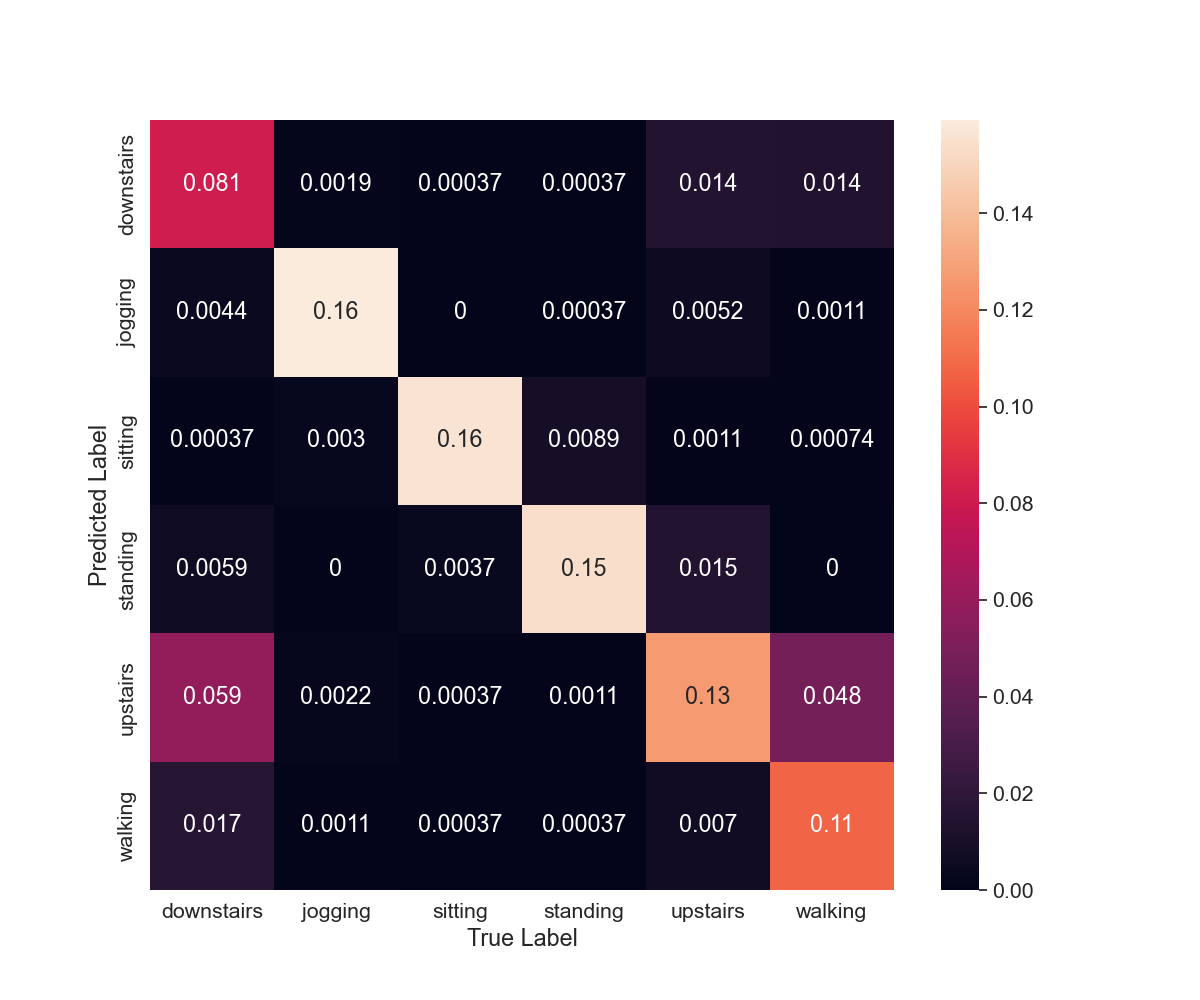 downstairs 0.081 0.0019 0.00037 0.00037 0.014 0.014
jogging 0.0044 0.16 0 0.00037 0.0052 0.0011
sitting 0.00037 0.003 0.16 0.0089 0.0011 0.00074
standing 0.0059 0 0.0037 0.15 0.015 0
upstairs 0.059 0.0022 0.00037 0.0011 0.13 0.048
walking 0.017 0.0011 0.00037 0.00037 0.007 0.11
Predicted Label
downstairs jogging sitting standing upstairs walking
True Label
0.14
0.12
0.10
0.08
0.06
0.04
0.02
0.00